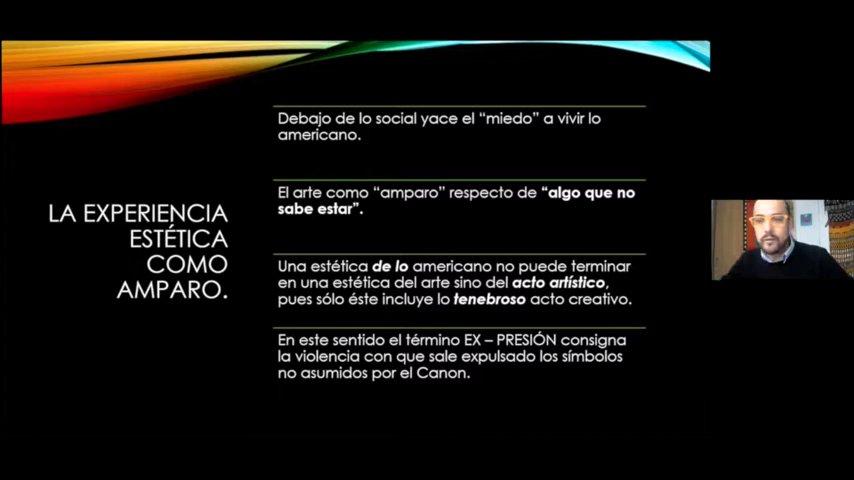 LA EXPERIENCIA
ESTÉTICA
COMO
AMPARO.
Debajo de lo social yace el “miedo” a vivir lo
americano.
El arte como “amparo” respecto de “algo que no
sabe estar”.
Una estética de lo americano no puede terminar
en una estética del arte sino del acto artístico,
pues sólo éste incluye lo tenebroso acto creativo.
En este sentido el término EX – PRESIÓN consigna
la violencia con que sale expulsado los símbolos
no asumidos por el Canon.